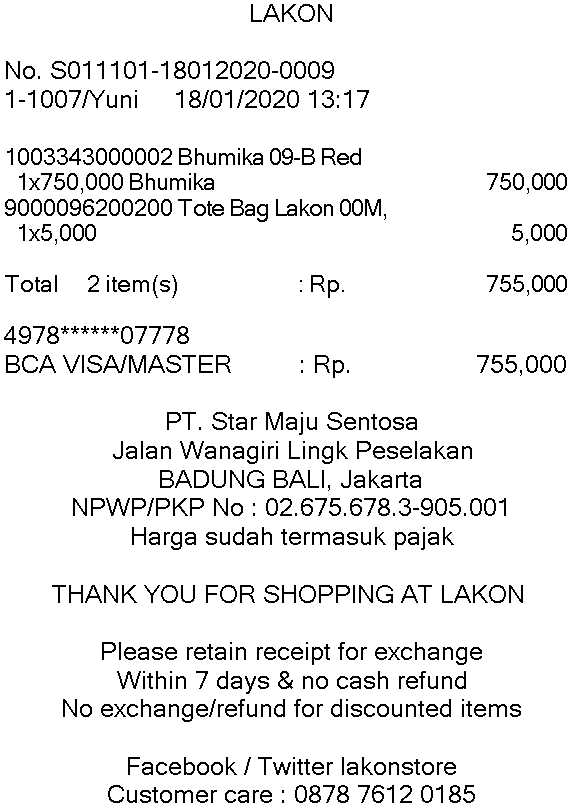 LAKON
No. S011101-18012020-0009
1-1007/Yuni 18/01/2020 13:17
1003343000002 Bhumika 09-B Red
1x750,000 Bhumika 750,000
9000096200200 Tote Bag Lakon 00M,
1x5,000 5,000
Total 2 item(s) : Rp. 755,000
4978******07778
BCA VISA/MASTER : Rp. 755,000
PT. Star Maju Sentosa
Jalan Wanagiri Lingk Peselakan
BADUNG BALI, Jakarta
NPWP/PKP No : 02.675.678.3-905.001
Harga sudah termasuk pajak
THANK YOU FOR SHOPPING AT LAKON
Please retain receipt for exchange
Within 7 days & no cash refund
No exchange/refund for discounted items
Facebook / Twitter lakonstore
Customer care : 0878 7612 0185